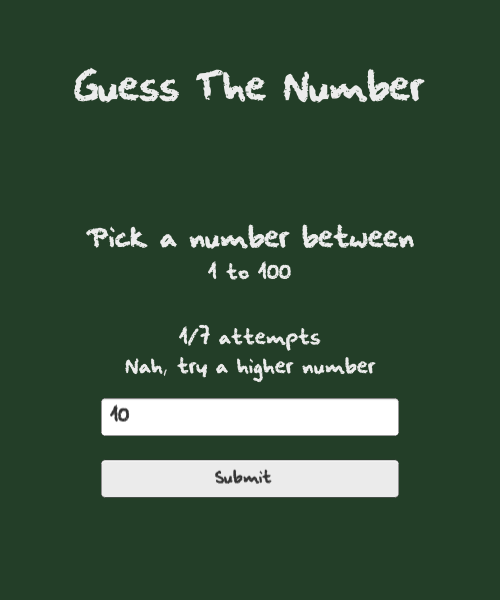 Guess The Number
Pick a number between
1 to 100
1/7 attempts
Nah, try a higher number
10
Submit